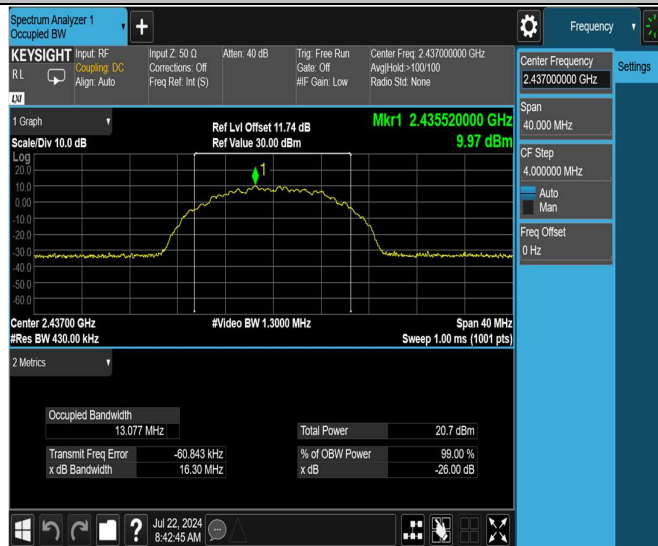 Spectrum Analyzer 1
Occupied BW
+
Frequency
KEYSIGHT
R L
LXI
Input: RF
Coupling: DC
Align: Auto
Input Z: 50 Ω
Corrections: Off
Freq Ref: Int (S)
Atten: 40 dB
Trig: Free Run
Gate: Off
#IF Gain: Low
Center Freq: 2.437000000 GHz
Avg|Hold:>100/100
Radio Std: None
Center Frequency
2.437000000 GHz
Settings
Span
40.000 MHz
CF Step
4.000000 MHz
Auto
Man
Freq Offset
0 Hz
1 Graph
Scale/Div 10.0 dB
Ref Lvl Offset 11.74 dB
Ref Value 30.00 dBm
Mkr1 2.435520000 GHz
9.97 dBm
Log
20.0
10.0
0.00
-10.0
-20.0
-30.0
-40.0
-50.0
-60.0
1
Center 2.43700 GHz
#Res BW 430.00 kHz
#Video BW 1.3000 MHz
Span 40 MHz
Sweep 1.00 ms (1001 pts)
2 Metrics
Occupied Bandwidth
13.077 MHz
Total Power 20.7 dBm
Transmit Freq Error -60.843 kHz
% of OBW Power 99.00 %
x dB Bandwidth 16.30 MHz
x dB -26.00 dB
?
Jul 22, 2024
8:42:45 AM